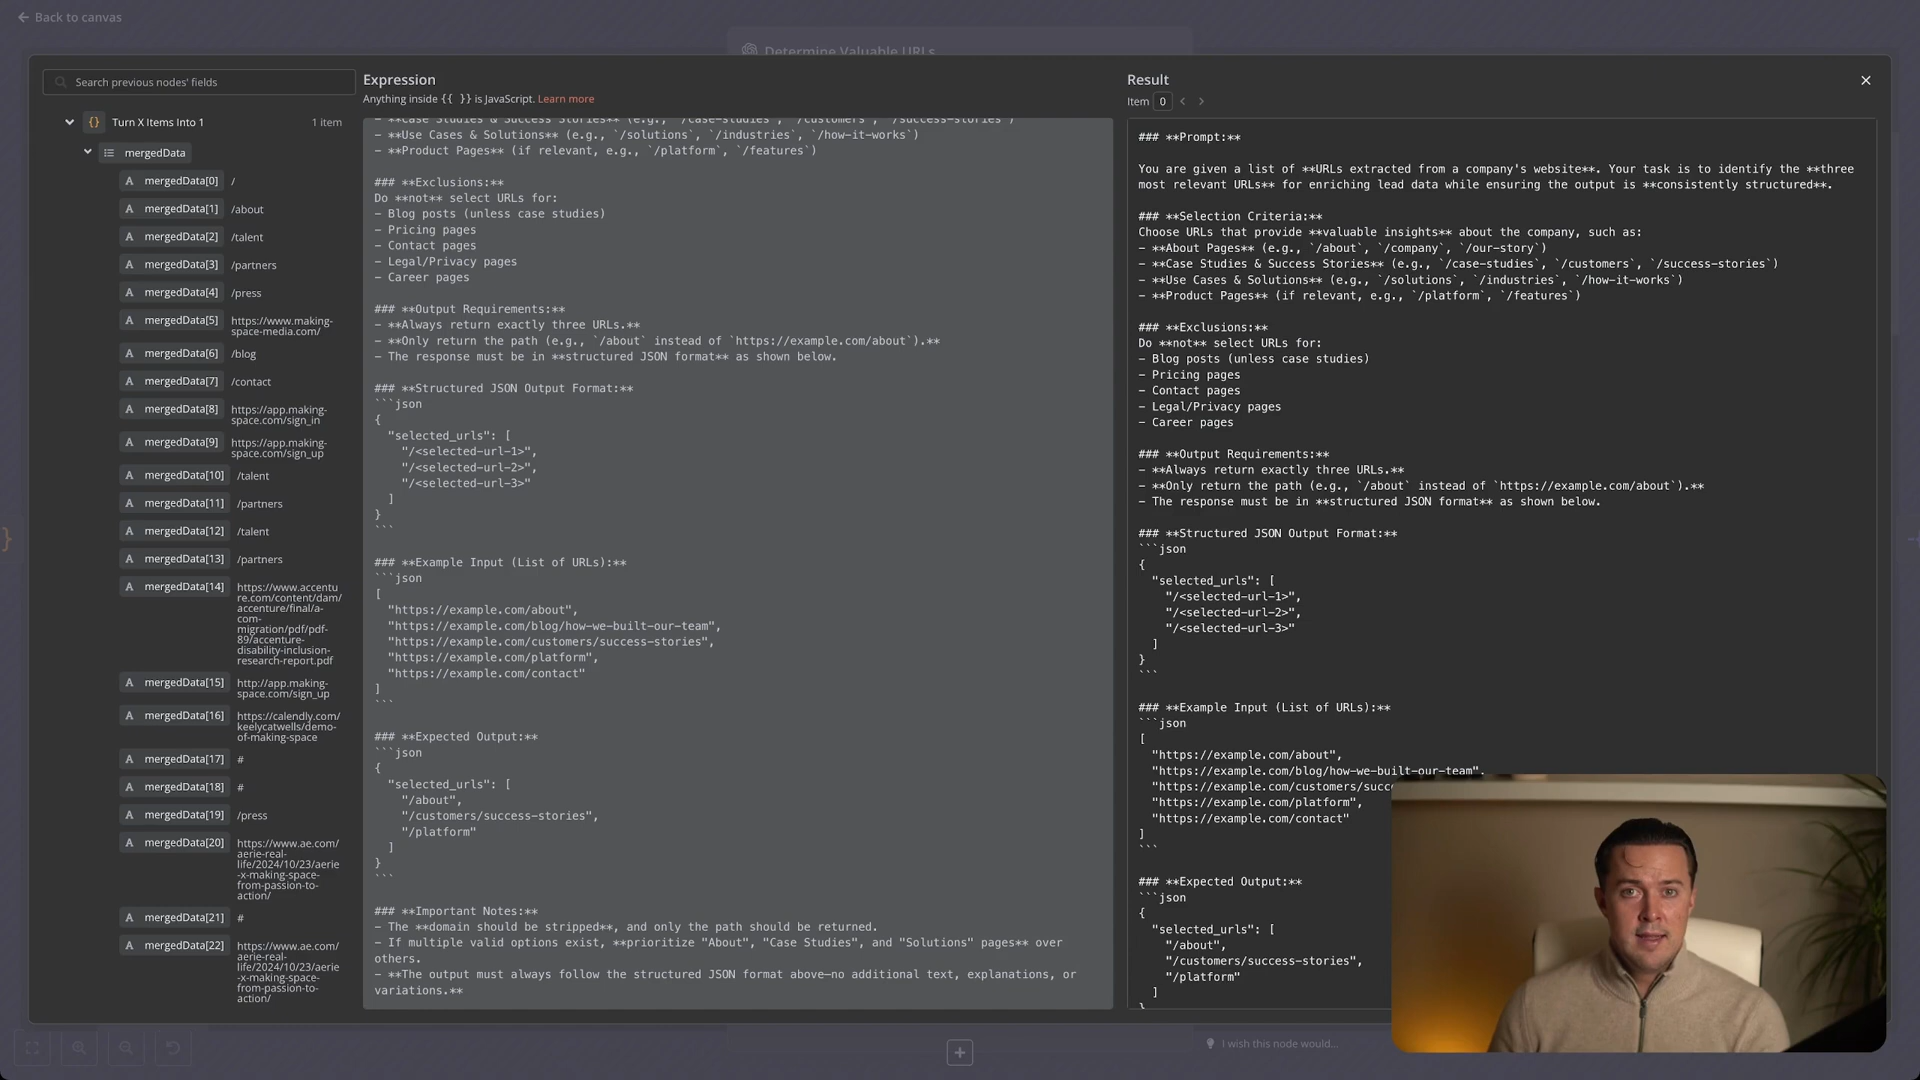 Back to canvas
Determine Valuable URLs
Search previous nodes' fields
Turn X Items Into 1
1 item
mergedData
mergedData[0] /
mergedData[1] /about
mergedData[2] /talent
mergedData[3] /partners
mergedData[4] /press
mergedData[5] https://www.making-
space-media.com/
mergedData[6] /blog
mergedData[7] /contact
mergedData[8] https://app.making-
space.com/sign_in
mergedData[9] https://app.making-
space.com/sign_up
mergedData[10] /talent
mergedData[11] /partners
mergedData[12] /talent
mergedData[13] /partners
mergedData[14] https://www.accentu
re.com/content/dam/
accenture/final/a-
com-
migration/pdf/pdf-
89/accenture-
disability-inclusion-
research-report.pdf
mergedData[15] http://app.making-
space.com/sign_up
mergedData[16] https://calendly.com/
keelycatwells/demo-
of-making-space
mergedData[17] #
mergedData[18] #
mergedData[19] /press
mergedData[20] https://www.ae.com/
aerie-real-
life/2024/10/23/aerie
-x-making-space-
from-passion-to-
action/
mergedData[21] #
mergedData[22] https://www.ae.com/
aerie-real-
life/2024/10/23/aerie
-x-making-space-
from-passion-to-
action/
Expression
Anything inside {{ }} is JavaScript. Learn more
- **Case Studies & Success Stories** (e.g., `/case-studies`, `/customers`, `/success-stories`)
- **Use Cases & Solutions** (e.g., `/solutions`, `/industries`, `/how-it-works`)
- **Product Pages** (if relevant, e.g., `/platform`, `/features`)
### **Exclusions:**
Do **not** select URLs for:
- Blog posts (unless case studies)
- Pricing pages
- Contact pages
- Legal/Privacy pages
- Career pages
### **Output Requirements:**
- **Always return exactly three URLs.**
- **Only return the path (e.g., `/about` instead of `https://example.com/about`).**
- The response must be in **structured JSON format** as shown below.
### **Structured JSON Output Format:**
```json
{
"selected_urls": [
"/<selected-url-1>",
"/<selected-url-2>",
"/<selected-url-3>"
]
}
```
### **Example Input (List of URLs):**
```json
[
"https://example.com/about",
"https://example.com/blog/how-we-built-our-team",
"https://example.com/customers/success-stories",
"https://example.com/platform",
"https://example.com/contact"
]
```
### **Expected Output:**
```json
{
"selected_urls": [
"/about",
"/customers/success-stories",
"/platform"
]
}
```
### **Important Notes:**
- The **domain should be stripped**, and only the path should be returned.
- If multiple valid options exist, **prioritize "About", "Case Studies", and "Solutions" pages** over
others.
- **The output must always follow the structured JSON format above—no additional text, explanations, or
variations.**
Result
Item 0
### **Prompt:**
You are given a list of **URLs extracted from a company's website**. Your task is to identify the **three
most relevant URLs** for enriching lead data while ensuring the output is **consistently structured**.
### **Selection Criteria:**
Choose URLs that provide **valuable insights** about the company, such as:
- **About Pages** (e.g., `/about`, `/company`, `/our-story`)
- **Case Studies & Success Stories** (e.g., `/case-studies`, `/customers`, `/success-stories`)
- **Use Cases & Solutions** (e.g., `/solutions`, `/industries`, `/how-it-works`)
- **Product Pages** (if relevant, e.g., `/platform`, `/features`)
### **Exclusions:**
Do **not** select URLs for:
- Blog posts (unless case studies)
- Pricing pages
- Contact pages
- Legal/Privacy pages
- Career pages
### **Output Requirements:**
- **Always return exactly three URLs.**
- **Only return the path (e.g., `/about` instead of `https://example.com/about`).**
- The response must be in **structured JSON format** as shown below.
### **Structured JSON Output Format:**
```json
{
"selected_urls": [
"/<selected-url-1>",
"/<selected-url-2>",
"/<selected-url-3>"
]
}
```
### **Example Input (List of URLs):**
```json
[
"https://example.com/about",
"https://example.com/blog/how-we-built-our-team",
"https://example.com/customers/succ
"https://example.com/platform",
"https://example.com/contact"
]
```
### **Expected Output:**
```json
{
"selected_urls": [
"/about",
"/customers/success-stories",
"/platform"
]
}
I wish this node would...